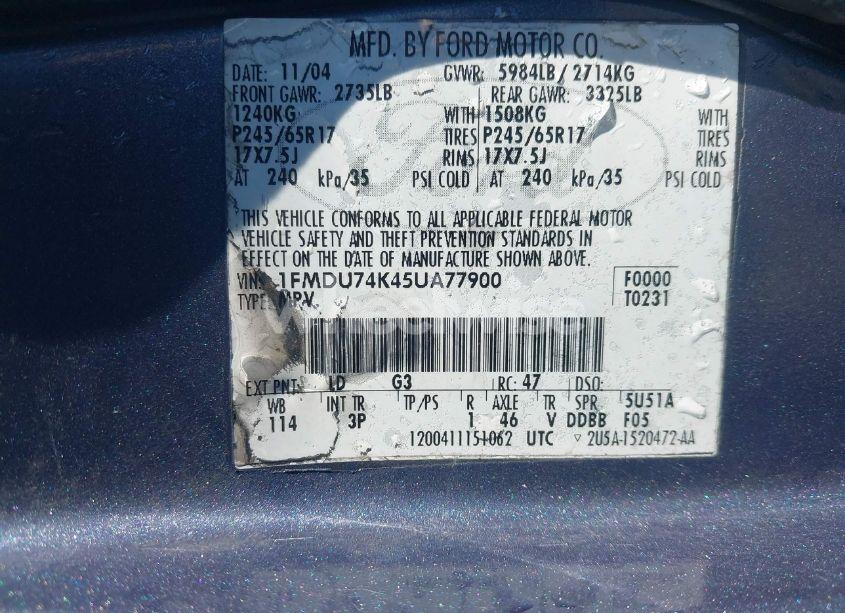 MFD. BY FORD MOTOR CO.
DATE: 11/04 GVWR: 5984LB / 2714KG
FRONT GAWR: 2735LB REAR GAWR: 3325LB
1240KG WITH 1508KG WITH
P245/65R17 TIRES P245/65R17 TIRES
17X7.5J RIMS 17X7.5J RIMS
AT 240 kPa/35 PSI COLD AT 240 kPa/35 PSI COLD
THIS VEHICLE CONFORMS TO ALL APPLICABLE FEDERAL MOTOR
VEHICLE SAFETY AND THEFT PREVENTION STANDARDS IN
EFFECT ON THE DATE OF MANUFACTURE SHOWN ABOVE.
VIN: 1FMDU74K45UA77900 F0000
TYPE: MPV T0231
EXT PNT: LD G3 RC: 47 DSO:
WB INT TR TP/PS R AXLE TR SPR 5U51A
114 3P 1 46 V DDBB F05
1200411151062 UTC ▽ 2U5A-1520472-AA